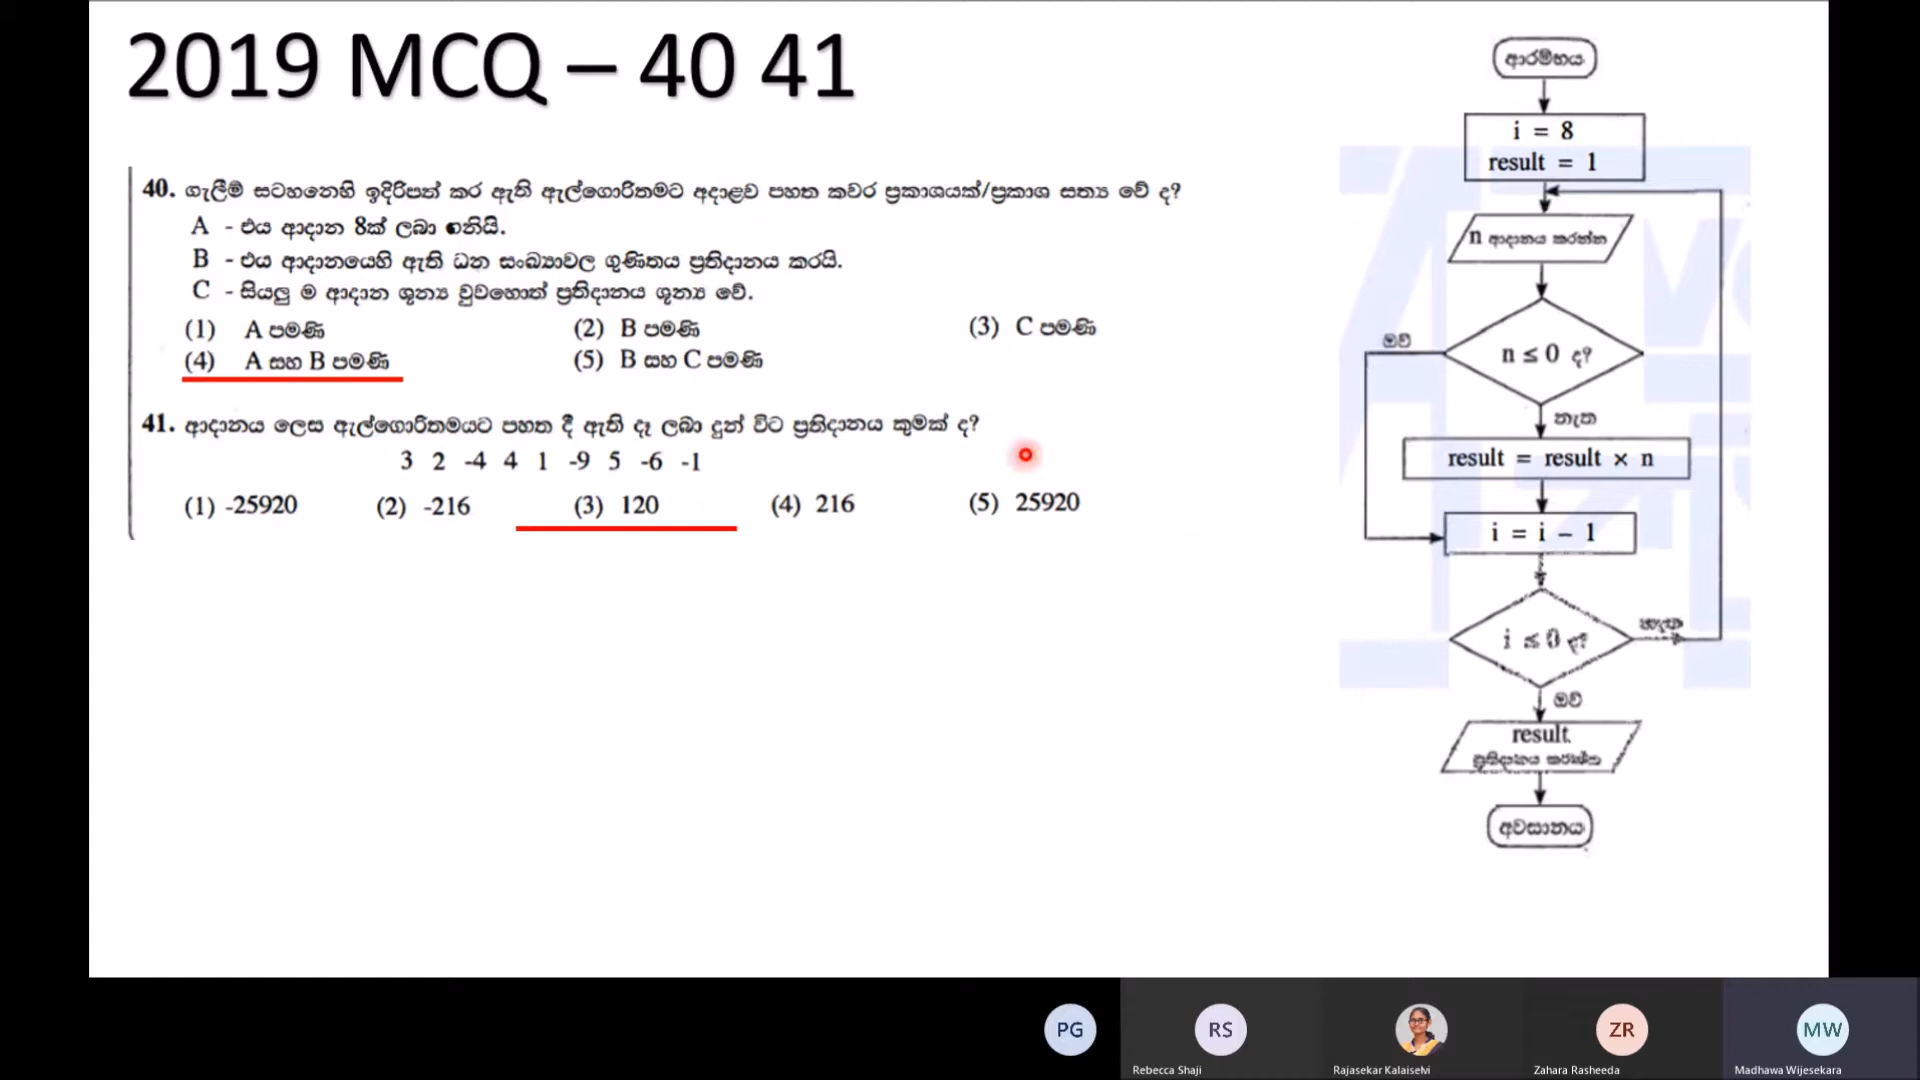 2019 MCQ – 40 41
40. ගැලීම් සටහනෙහි ඉදිරිපත් කර ඇති ඇල්ගොරිතමට අදාළව පහත කවර ප්‍රකාශයක්/ප්‍රකාශ සත්‍ය වේ ද?
A - එය ආදාන 8ක් ලබා ගනියි.
B - එය ආදානයෙහි ඇති ධන සංඛ්‍යාවල ගුණිතය ප්‍රතිදානය කරයි.
C - සියලු ම ආදාන ශූන්‍ය වුවහොත් ප්‍රතිදානය ශූන්‍ය වේ.
(1) A පමණි (2) B පමණි (3) C පමණි
(4) A සහ B පමණි (5) B සහ C පමණි
41. ආදානය ලෙස ඇල්ගොරිතමයට පහත දී ඇති දෑ ලබා දුන් විට ප්‍රතිදානය කුමක් ද?
3 2 -4 4 1 -9 5 -6 -1
(1) -25920 (2) -216 (3) 120 (4) 216 (5) 25920
ආරම්භය
i = 8
result = 1
n ආදානය කරන්න
n ≤ 0 ද?
ඔව්
නැත
result = result × n
i = i - 1
i ≤ 0 ද?
නැත
ඔව්
result
ප්‍රතිදානය කරන්න
අවසානය
PG
RS
ZR
MW
Rebecca Shaji
Rajasekar Kalaiselvi
Zahara Rasheeda
Madhawa Wijesekara